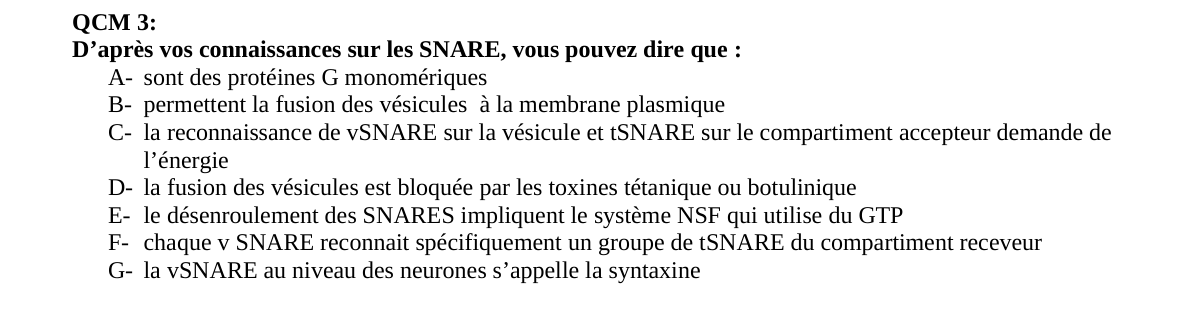 QCM 3:
D’après vos connaissances sur les SNARE, vous pouvez dire que :
A- sont des protéines G monomériques
B- permettent la fusion des vésicules à la membrane plasmique
C- la reconnaissance de vSNARE sur la vésicule et tSNARE sur le compartiment accepteur demande de
l’énergie
D- la fusion des vésicules est bloquée par les toxines tétanique ou botulinique
E- le désenroulement des SNARES impliquent le système NSF qui utilise du GTP
F- chaque v SNARE reconnait spécifiquement un groupe de tSNARE du compartiment receveur
G- la vSNARE au niveau des neurones s’appelle la syntaxine